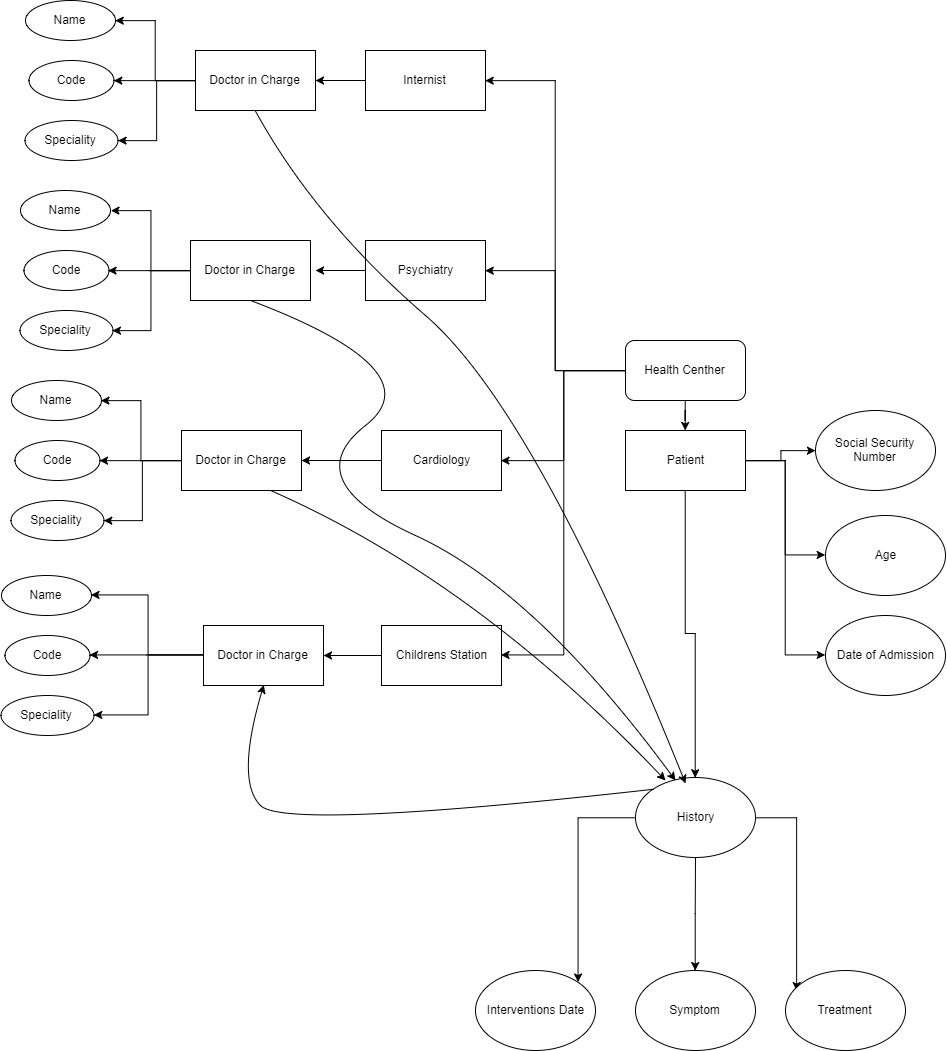 Name
Code
Speciality
Doctor in Charge
Internist
Name
Code
Speciality
Doctor in Charge
Psychiatry
Health Centher
Name
Code
Speciality
Doctor in Charge
Cardiology
Patient
Social Security
Number
Age
Name
Code
Speciality
Doctor in Charge
Childrens Station
Date of Admission
History
Interventions Date
Symptom
Treatment